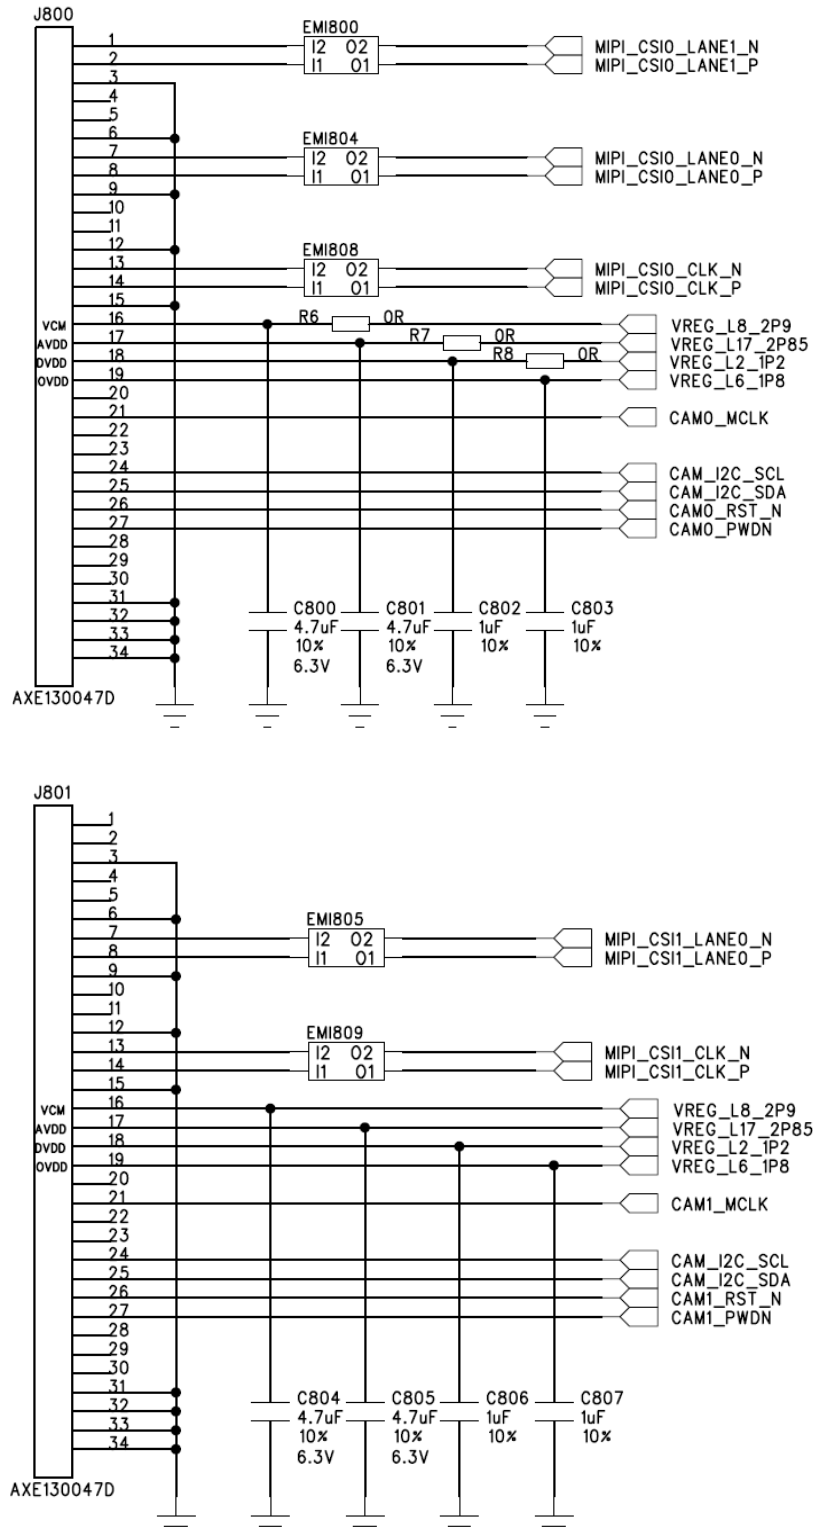 J800
EMI800
1 I2 O2 MIPI_CSI0_LANE1_N
2 I1 O1 MIPI_CSI0_LANE1_P
3
4
5
6
EMI804
7 I2 O2 MIPI_CSI0_LANE0_N
8 I1 O1 MIPI_CSI0_LANE0_P
9
10
11
12
EMI808
13 I2 O2 MIPI_CSI0_CLK_N
14 I1 O1 MIPI_CSI0_CLK_P
15
VCM 16 R6 0R VREG_L8_2P9
AVDD 17 R7 0R VREG_L17_2P85
DVDD 18 R8 0R VREG_L2_1P2
OVDD 19 VREG_L6_1P8
20
21 CAM0_MCLK
22
23
24 CAM_I2C_SCL
25 CAM_I2C_SDA
26 CAM0_RST_N
27 CAM0_PWDN
28
29
30
31
32
33
34
C800
4.7uF
10%
6.3V
C801
4.7uF
10%
6.3V
C802
1uF
10%
C803
1uF
10%
AXE130047D
J801
1
2
3
4
5
6
EMI805
7 I2 O2 MIPI_CSI1_LANE0_N
8 I1 O1 MIPI_CSI1_LANE0_P
9
10
11
12
EMI809
13 I2 O2 MIPI_CSI1_CLK_N
14 I1 O1 MIPI_CSI1_CLK_P
15
VCM 16 VREG_L8_2P9
AVDD 17 VREG_L17_2P85
DVDD 18 VREG_L2_1P2
OVDD 19 VREG_L6_1P8
20
21 CAM1_MCLK
22
23
24 CAM_I2C_SCL
25 CAM_I2C_SDA
26 CAM1_RST_N
27 CAM1_PWDN
28
29
30
31
32
33
34
C804
4.7uF
10%
6.3V
C805
4.7uF
10%
6.3V
C806
1uF
10%
C807
1uF
10%
AXE130047D